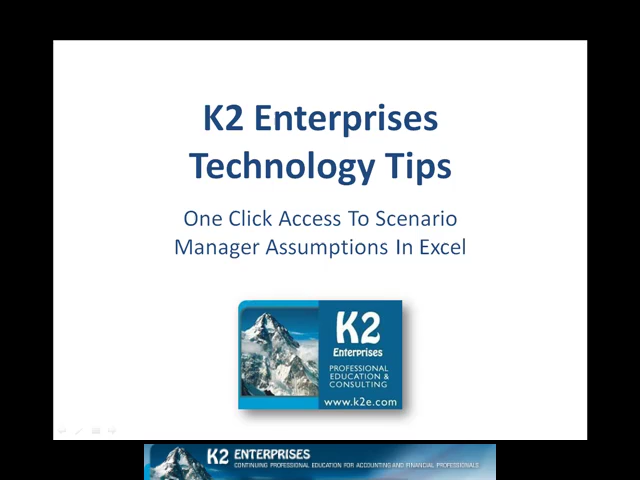 K2 Enterprises
Technology Tips
One Click Access To Scenario
Manager Assumptions In Excel
K2
Enterprises
PROFESSIONAL
EDUCATION &
CONSULTING
www.k2e.com
K2 ENTERPRISES
CONTINUING PROFESSIONAL EDUCATION FOR ACCOUNTING AND FINANCIAL PROFESSIONALS